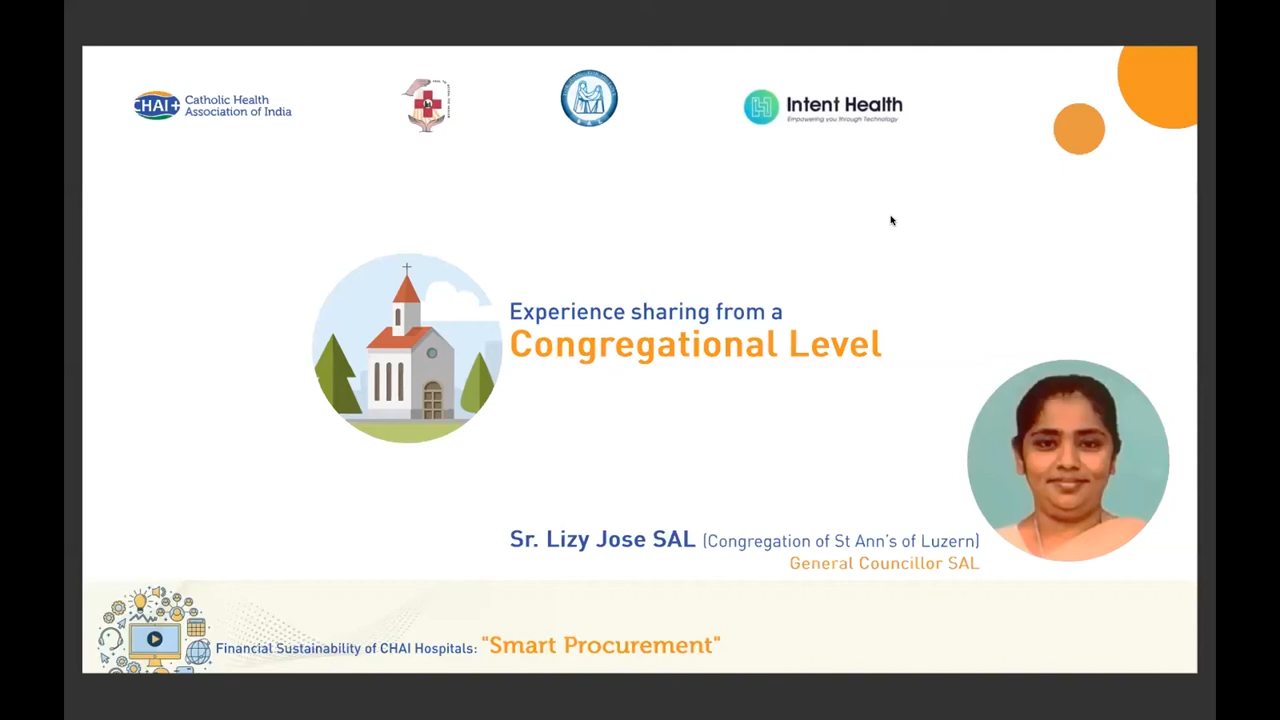 CHAI+ Catholic Health
Association of India
Intent Health
Empowering you through Technology
Experience sharing from a
Congregational Level
Sr. Lizy Jose SAL (Congregation of St Ann's of Luzern)
General Councillor SAL
Financial Sustainability of CHAI Hospitals: "Smart Procurement"